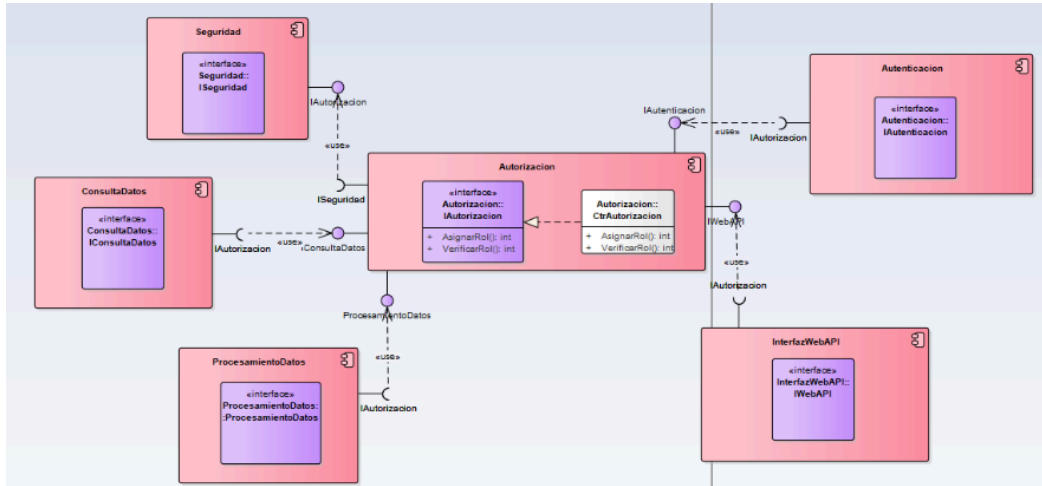 Seguridad
«interface»
Seguridad::
ISeguridad
IAutorizacion
«use»
ISeguridad
Autenticacion
«interface»
Autenticacion::
IAutenticacion
IAutenticacion
«use»
IAutorizacion
Autorizacion
«interface»
Autorizacion::
IAutorizacion
+ AsignarRol(): int
+ VerificarRol(): int
Autorizacion::
CtrAutorizacion
+ AsignarRol(): int
+ VerificarRol(): int
ConsultaDatos
«interface»
ConsultaDatos::
IConsultaDatos
IAutorizacion
«use»
IConsultaDatos
IWebAPI
«use»
IAutorizacion
ProcesamientoDatos
«use»
IAutorizacion
ProcesamientoDatos
«interface»
ProcesamientoDatos:
:ProcesamientoDatos
InterfazWebAPI
«interface»
InterfazWebAPI::
IWebAPI